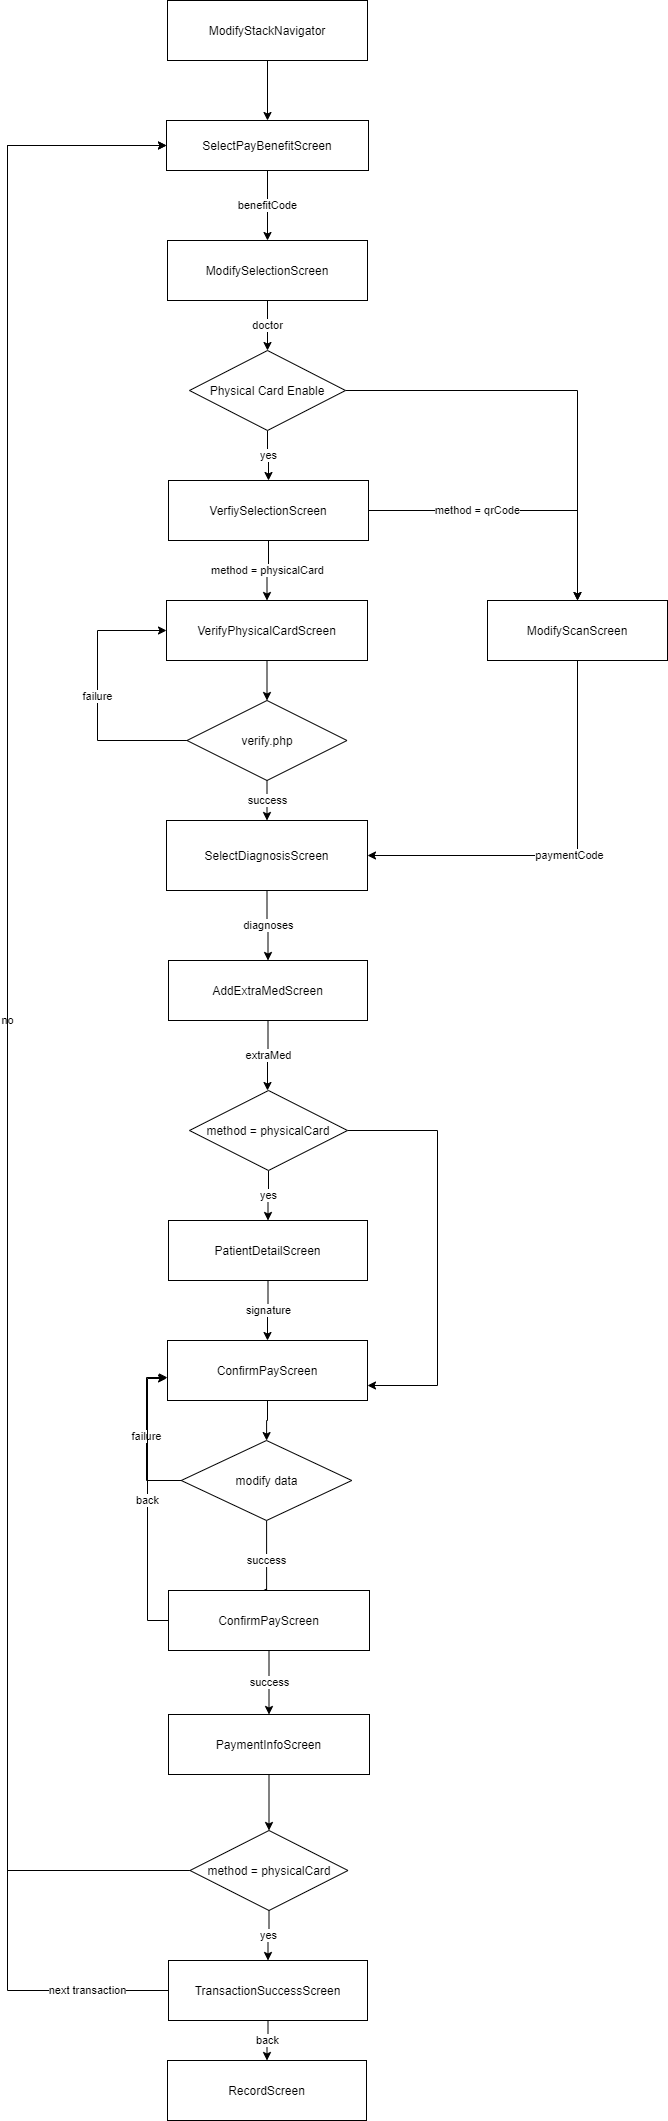 ModifyStackNavigator
SelectPayBenefitScreen
benefitCode
ModifySelectionScreen
doctor
Physical Card Enable
yes
VerfiySelectionScreen
method = qrCode
method = physicalCard
VerifyPhysicalCardScreen
ModifyScanScreen
failure
verify.php
success
SelectDiagnosisScreen
paymentCode
diagnoses
AddExtraMedScreen
no
extraMed
method = physicalCard
yes
PatientDetailScreen
signature
ConfirmPayScreen
failure
modify data
back
success
ConfirmPayScreen
success
PaymentInfoScreen
method = physicalCard
yes
next transaction
TransactionSuccessScreen
back
RecordScreen